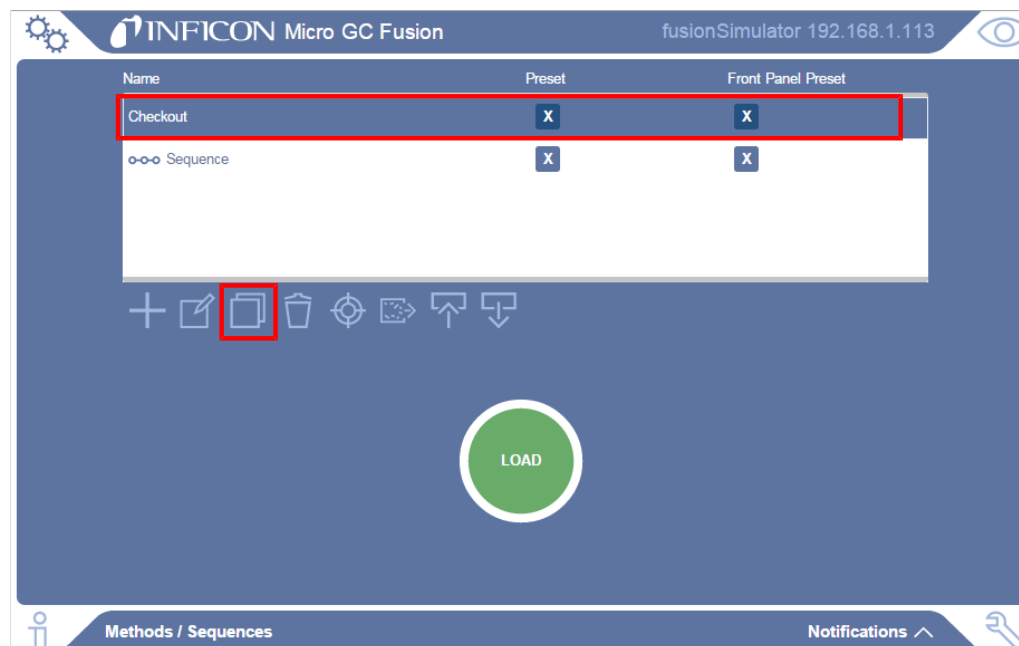 INFICON Micro GC Fusion fusionSimulator 192.168.1.113
Name Preset Front Panel Preset
Checkout X X
Sequence X X
LOAD
Methods / Sequences Notifications